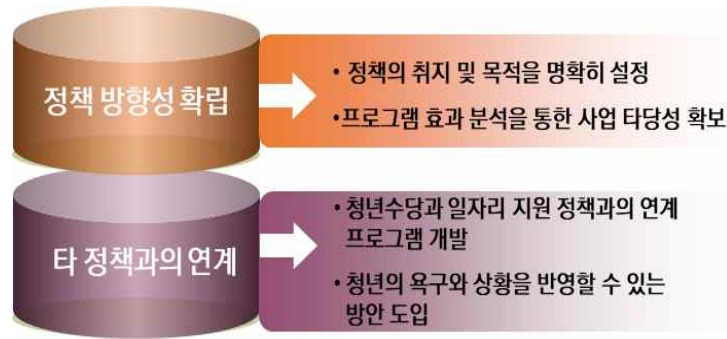 정책 방향성 확립
• 정책의 취지 및 목적을 명확히 설정
•프로그램 효과 분석을 통한 사업 타당성 확보
타 정책과의 연계
• 청년수당과 일자리 지원 정책과의 연계
프로그램 개발
• 청년의 욕구와 상황을 반영할 수 있는
방안 도입